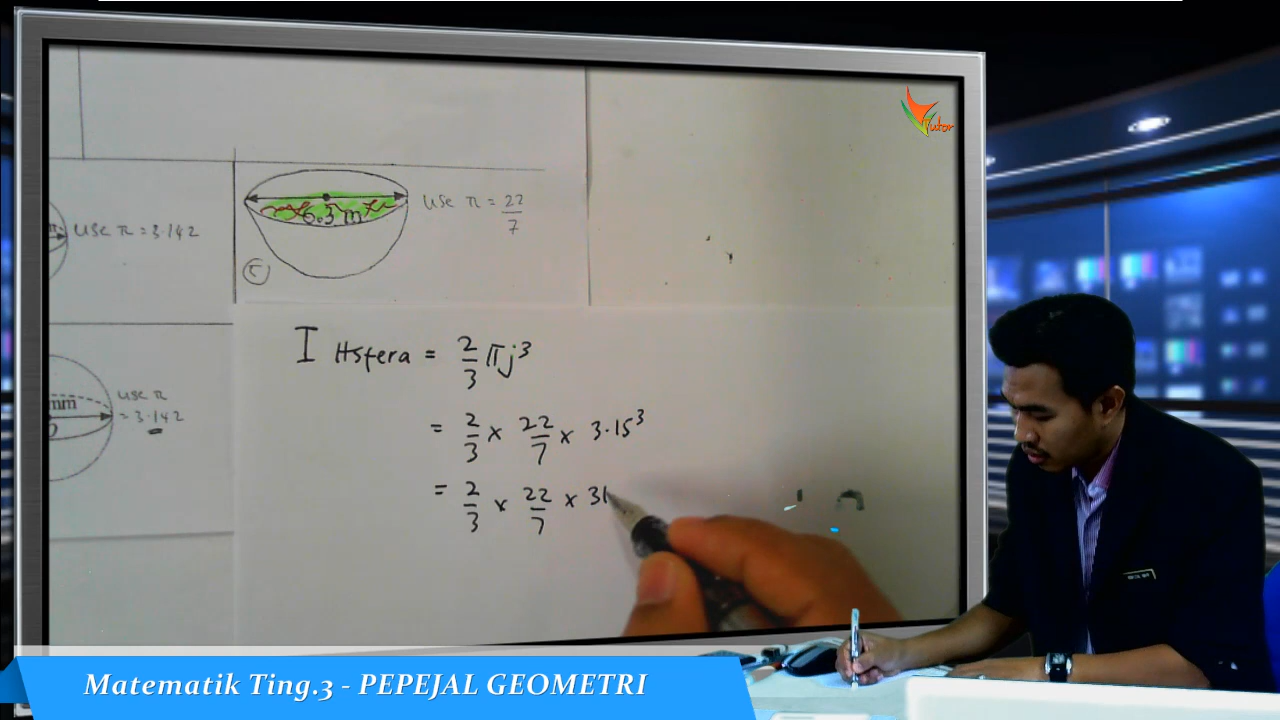 utor
6.3 m
use π = 22/7
use π = 3.142
I Hsfera = 2/3 πj³
= 2/3 x 22/7 x 3.15³
= 2/3 x 22/7 x 31
mm
use π
= 3.142
Matematik Ting.3 - PEPEJAL GEOMETRI